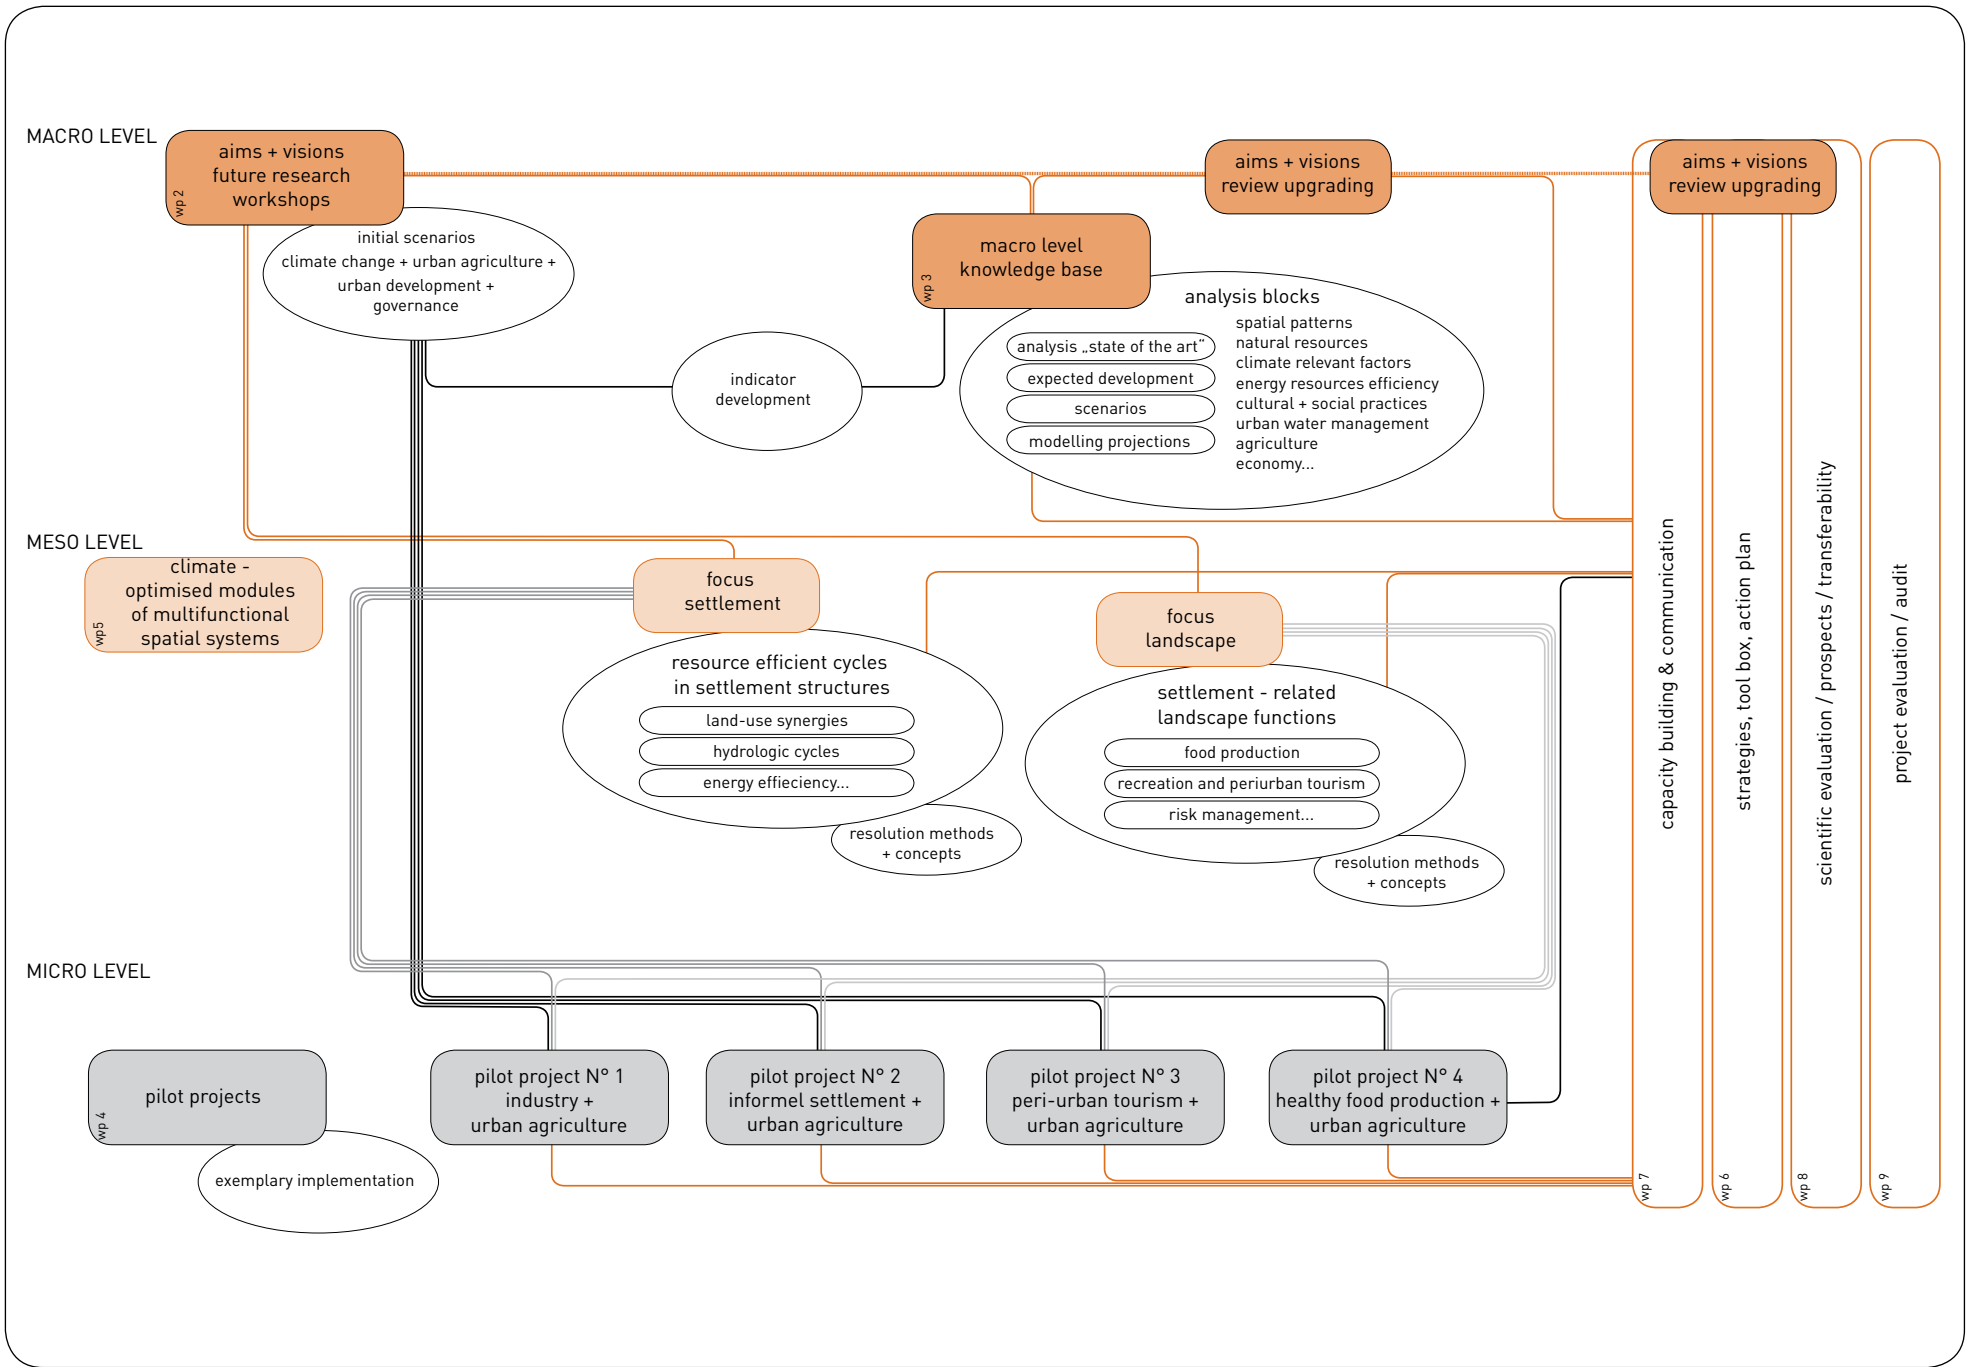 MACRO LEVEL
aims + visions
future research
workshops
wp 2
initial scenarios
climate change + urban agriculture +
urban development +
governance
indicator
development
macro level
knowledge base
wp 3
analysis blocks
analysis „state of the art“
expected development
scenarios
modelling projections
spatial patterns
natural resources
climate relevant factors
energy resources efficiency
cultural + social practices
urban water management
agriculture
economy...
aims + visions
review upgrading
aims + visions
review upgrading
MESO LEVEL
climate -
optimised modules
of multifunctional
spatial systems
wp5
focus
settlement
resource efficient cycles
in settlement structures
land-use synergies
hydrologic cycles
energy effieciency...
resolution methods
+ concepts
focus
landscape
settlement - related
landscape functions
food production
recreation and periurban tourism
risk management...
resolution methods
+ concepts
MICRO LEVEL
pilot projects
wp 4
exemplary implementation
pilot project N° 1
industry +
urban agriculture
pilot project N° 2
informel settlement +
urban agriculture
pilot project N° 3
peri-urban tourism +
urban agriculture
pilot project N° 4
healthy food production +
urban agriculture
capacity building & communication
wp 7
strategies, tool box, action plan
wp 6
scientific evaluation / prospects / transferability
wp 8
project evaluation / audit
wp 9